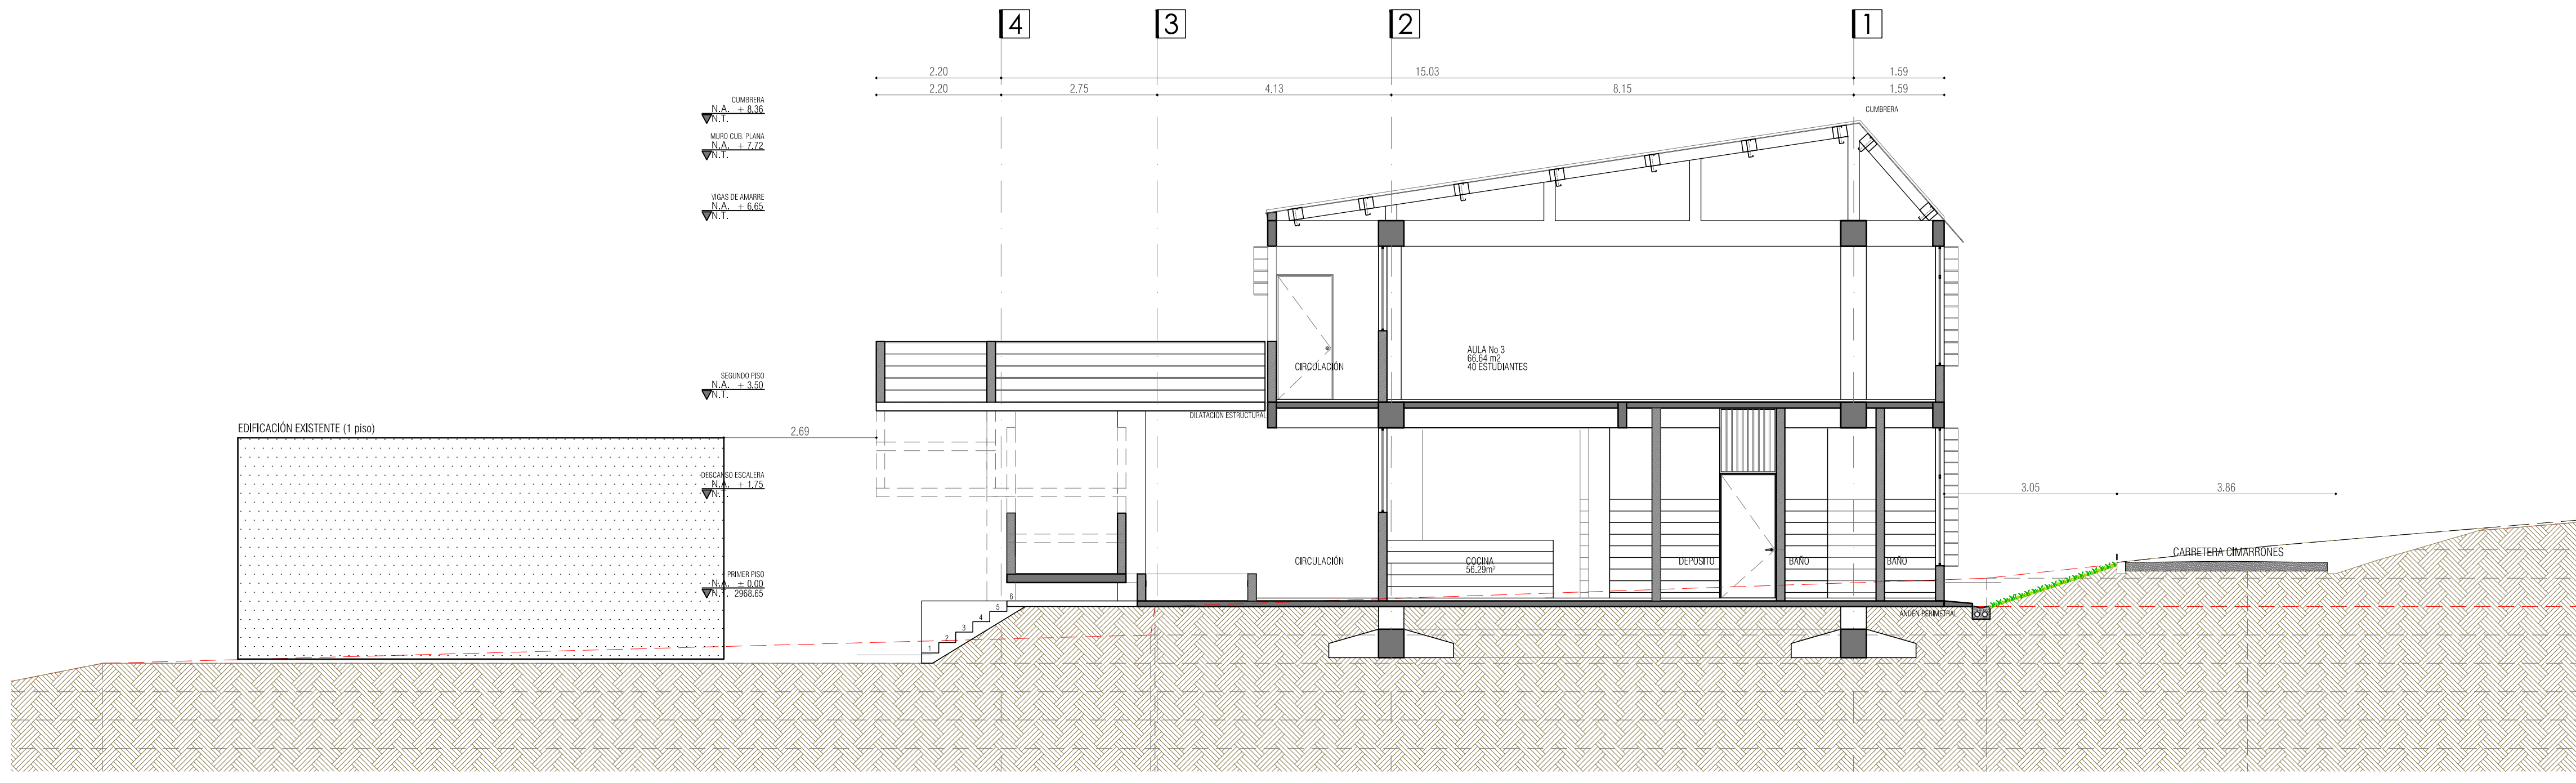 4
3
2
1
2.20
15.03
1.59
2.20
2.75
4.13
8.15
1.59
CUMBRERA
N.A. + 8.36
N.T.
CUMBRERA
MURO CUB. PLANA
N.A. + 7.72
N.T.
VIGAS DE AMARRE
N.A. + 6.65
N.T.
AULA No 3
66.64 m2
40 ESTUDIANTES
CIRCULACIÓN
SEGUNDO PISO
N.A. + 3.50
N.T.
DILATACIÓN ESTRUCTURAL
EDIFICACIÓN EXISTENTE (1 piso)
2.69
DESCANSO ESCALERA
N.A. + 1.75
N.T.
3.05
3.86
CARRETERA CIMARRONES
CIRCULACIÓN
COCINA
56.29m²
DEPÓSITO
BAÑO
BAÑO
PRIMER PISO
N.A. + 0.00
N.T. 2968.65
6
5
4
3
2
1
ANDEN PERIMETRAL